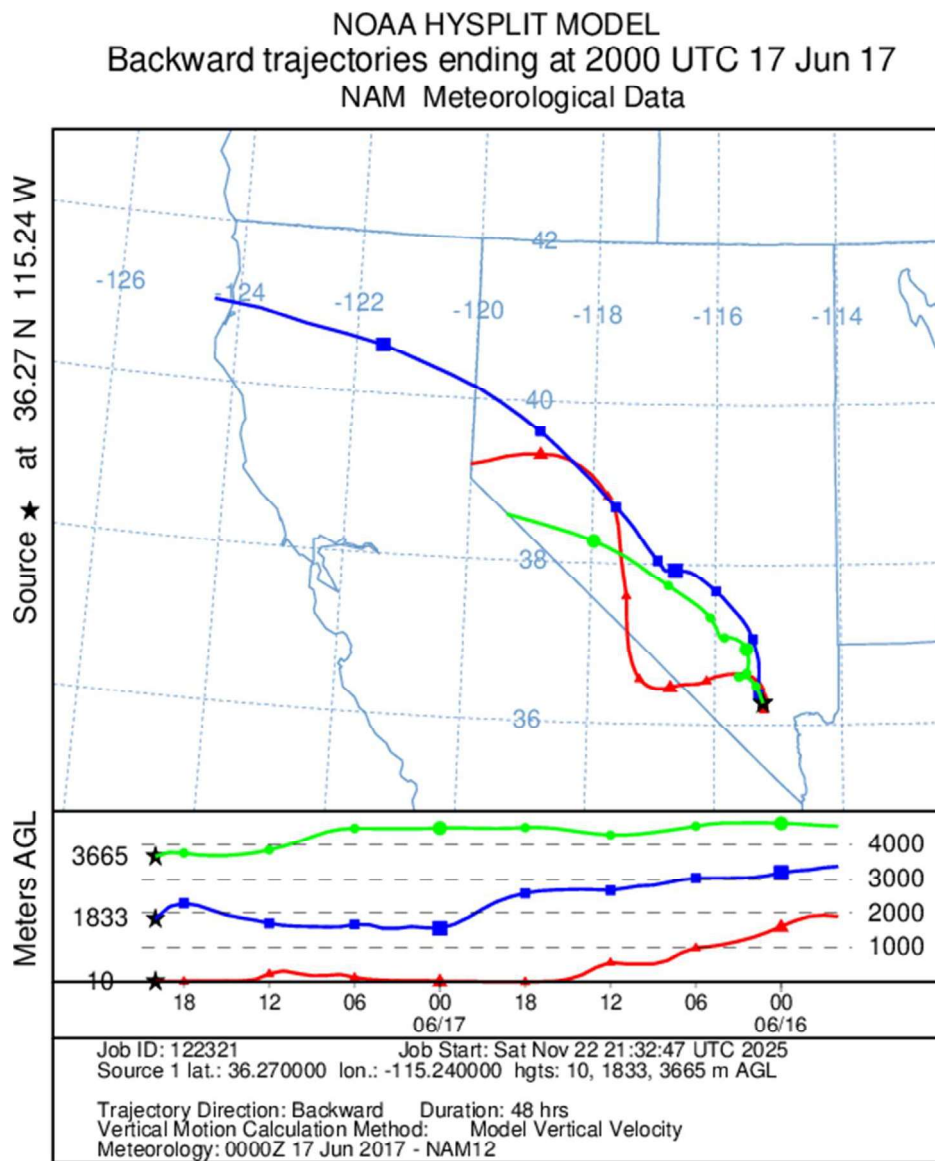 NOAA HYSPLIT MODEL
Backward trajectories ending at 2000 UTC 17 Jun 17
NAM Meteorological Data
Source ★ at 36.27 N 115.24 W
42
-126
-124
-122
-120
-118
-116
-114
40
38
36
Meters AGL
3665
1833
10
4000
3000
2000
1000
18 12 06 00 18 12 06 00
06/17 06/16
Job ID: 122321 Job Start: Sat Nov 22 21:32:47 UTC 2025
Source 1 lat.: 36.270000 lon.: -115.240000 hgts: 10, 1833, 3665 m AGL
Trajectory Direction: Backward Duration: 48 hrs
Vertical Motion Calculation Method: Model Vertical Velocity
Meteorology: 0000Z 17 Jun 2017 - NAM12